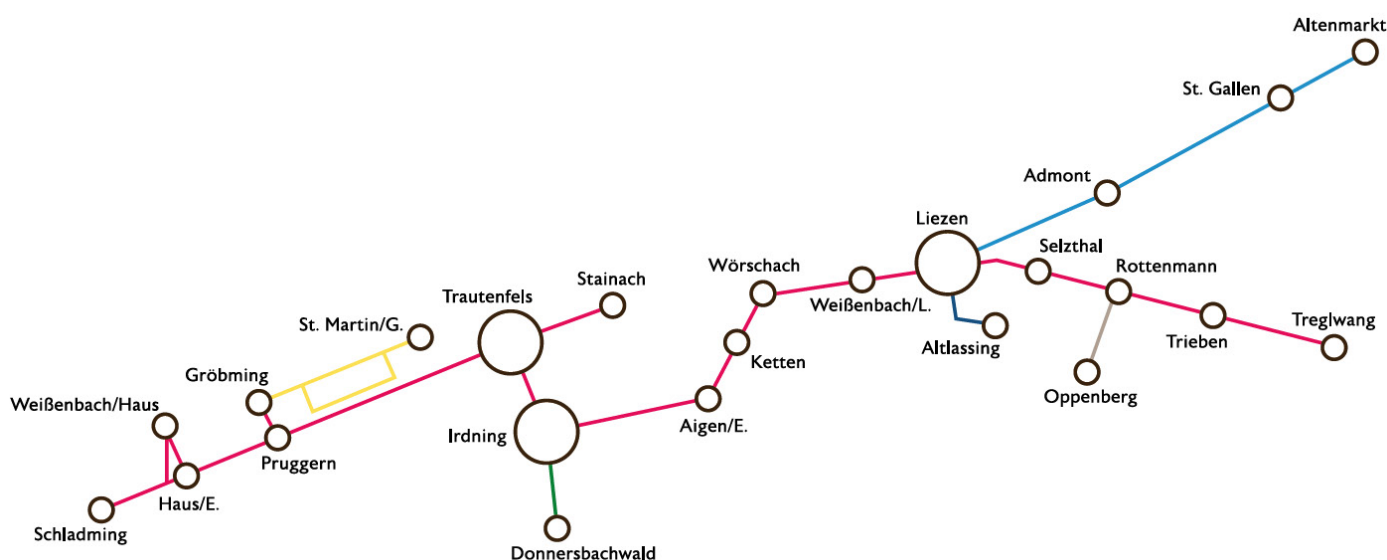 Altenmarkt
St. Gallen
Admont
Liezen
Selzthal
Rottenmann
Wörschach
Stainach
Trautenfels
Weißenbach/L.
St. Martin/G.
Altlassing
Treglwang
Trieben
Ketten
Gröbming
Oppenberg
Weißenbach/Haus
Aigen/E.
Irdning
Pruggern
Haus/E.
Schladming
Donnersbachwald